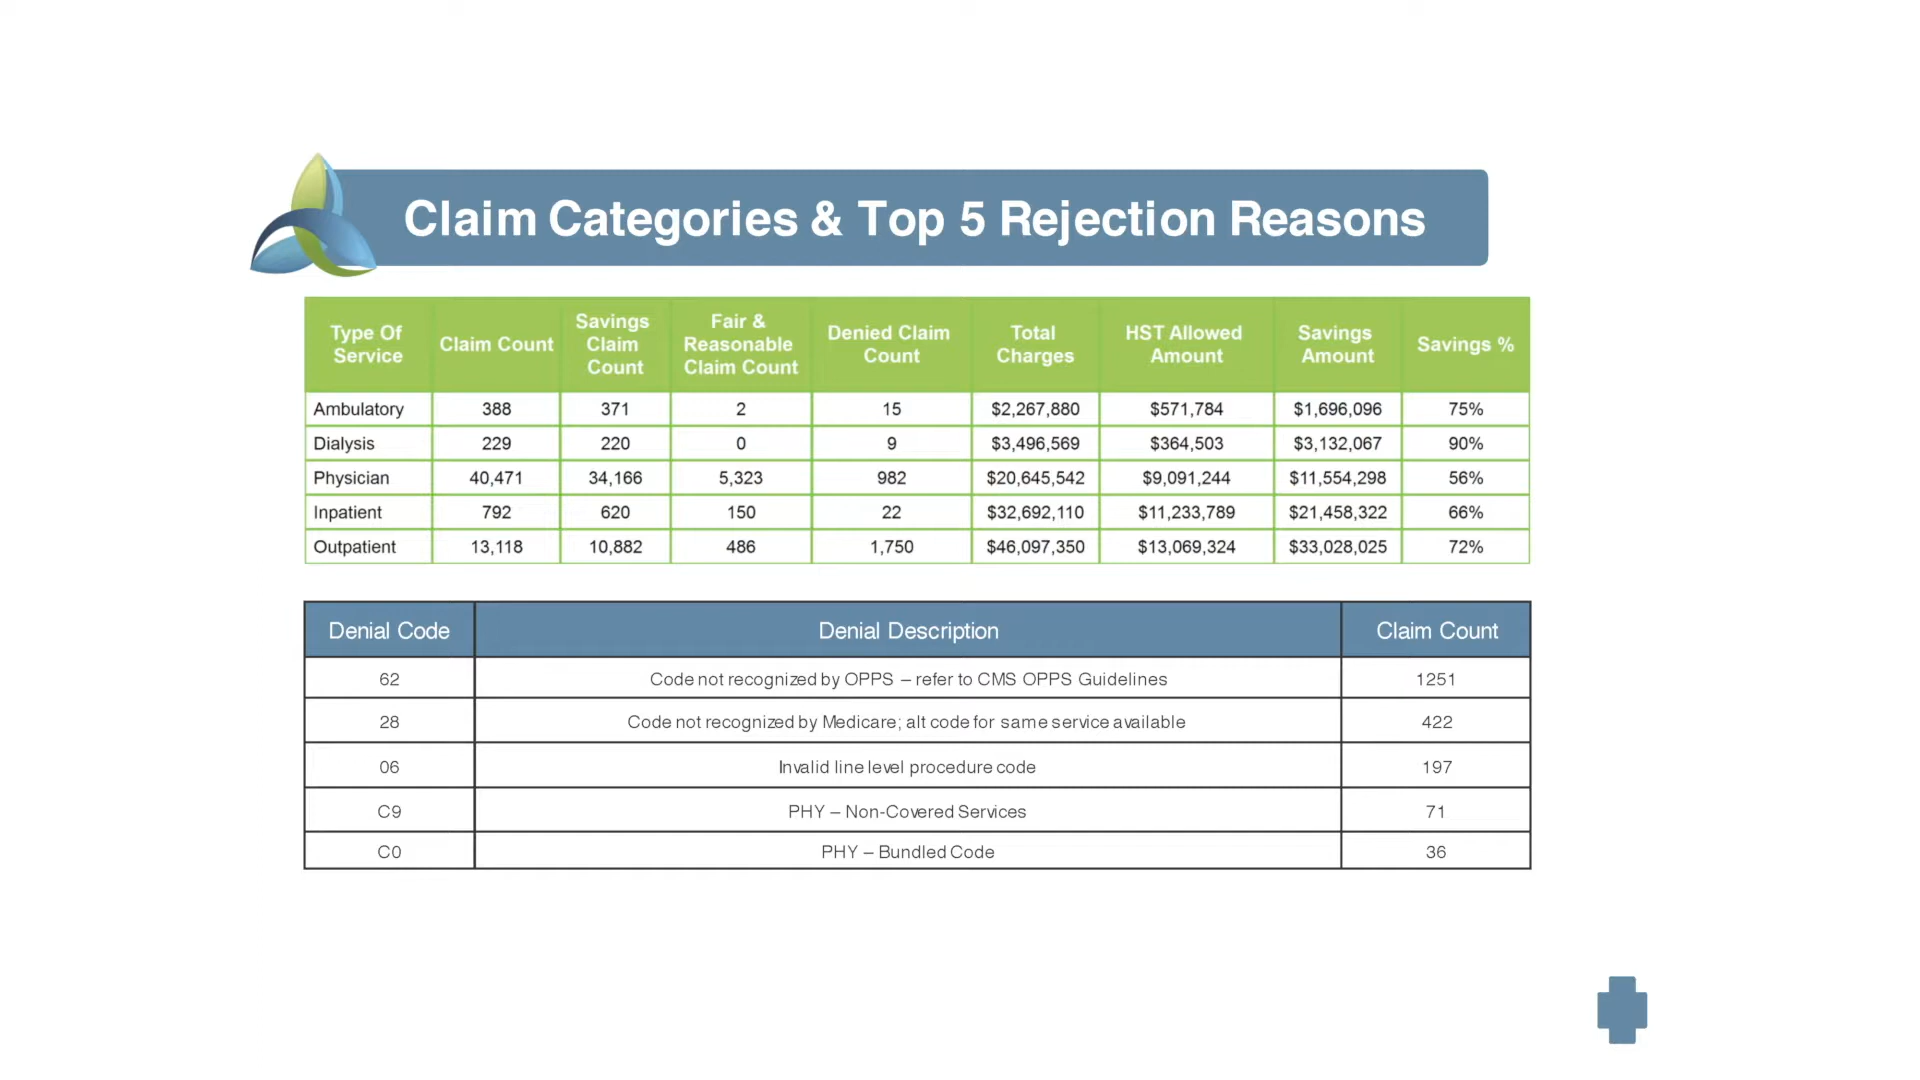 Claim Categories & Top 5 Rejection Reasons
Type Of Service Claim Count Savings Claim Count Fair & Reasonable Claim Count Denied Claim Count Total Charges HST Allowed Amount Savings Amount Savings %
Ambulatory 388 371 2 15 $2,267,880 $571,784 $1,696,096 75%
Dialysis 229 220 0 9 $3,496,569 $364,503 $3,132,067 90%
Physician 40,471 34,166 5,323 982 $20,645,542 $9,091,244 $11,554,298 56%
Inpatient 792 620 150 22 $32,692,110 $11,233,789 $21,458,322 66%
Outpatient 13,118 10,882 486 1,750 $46,097,350 $13,069,324 $33,028,025 72%
Denial Code Denial Description Claim Count
62 Code not recognized by OPPS – refer to CMS OPPS Guidelines 1251
28 Code not recognized by Medicare; alt code for same service available 422
06 Invalid line level procedure code 197
C9 PHY – Non-Covered Services 71
C0 PHY – Bundled Code 36